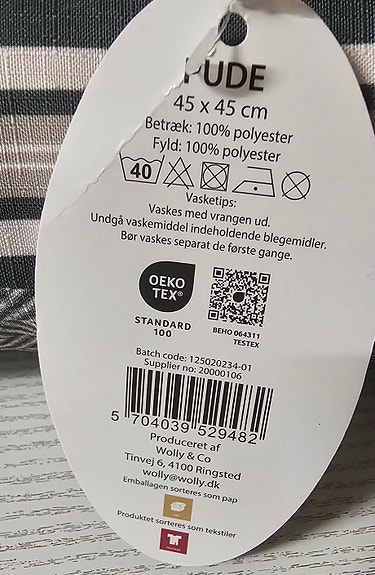 PUDE
45 x 45 cm
Betræk: 100% polyester
Fyld: 100% polyester
40
Vasketips:
Vaskes med vrangen ud.
Undgå vaskemiddel indeholdende blegemidler.
Bør vaskes separat de første gange.
OEKO
TEX®
STANDARD
100
BEHO 064311
TESTEX
Batch code: 125020234-01
Supplier no: 20000106
5 704039 529482
Produceret af
Wolly & Co
Tinvej 6, 4100 Ringsted
wolly@wolly.dk
Emballagen sorteres som pap
Produktet sorteres som tekstiler